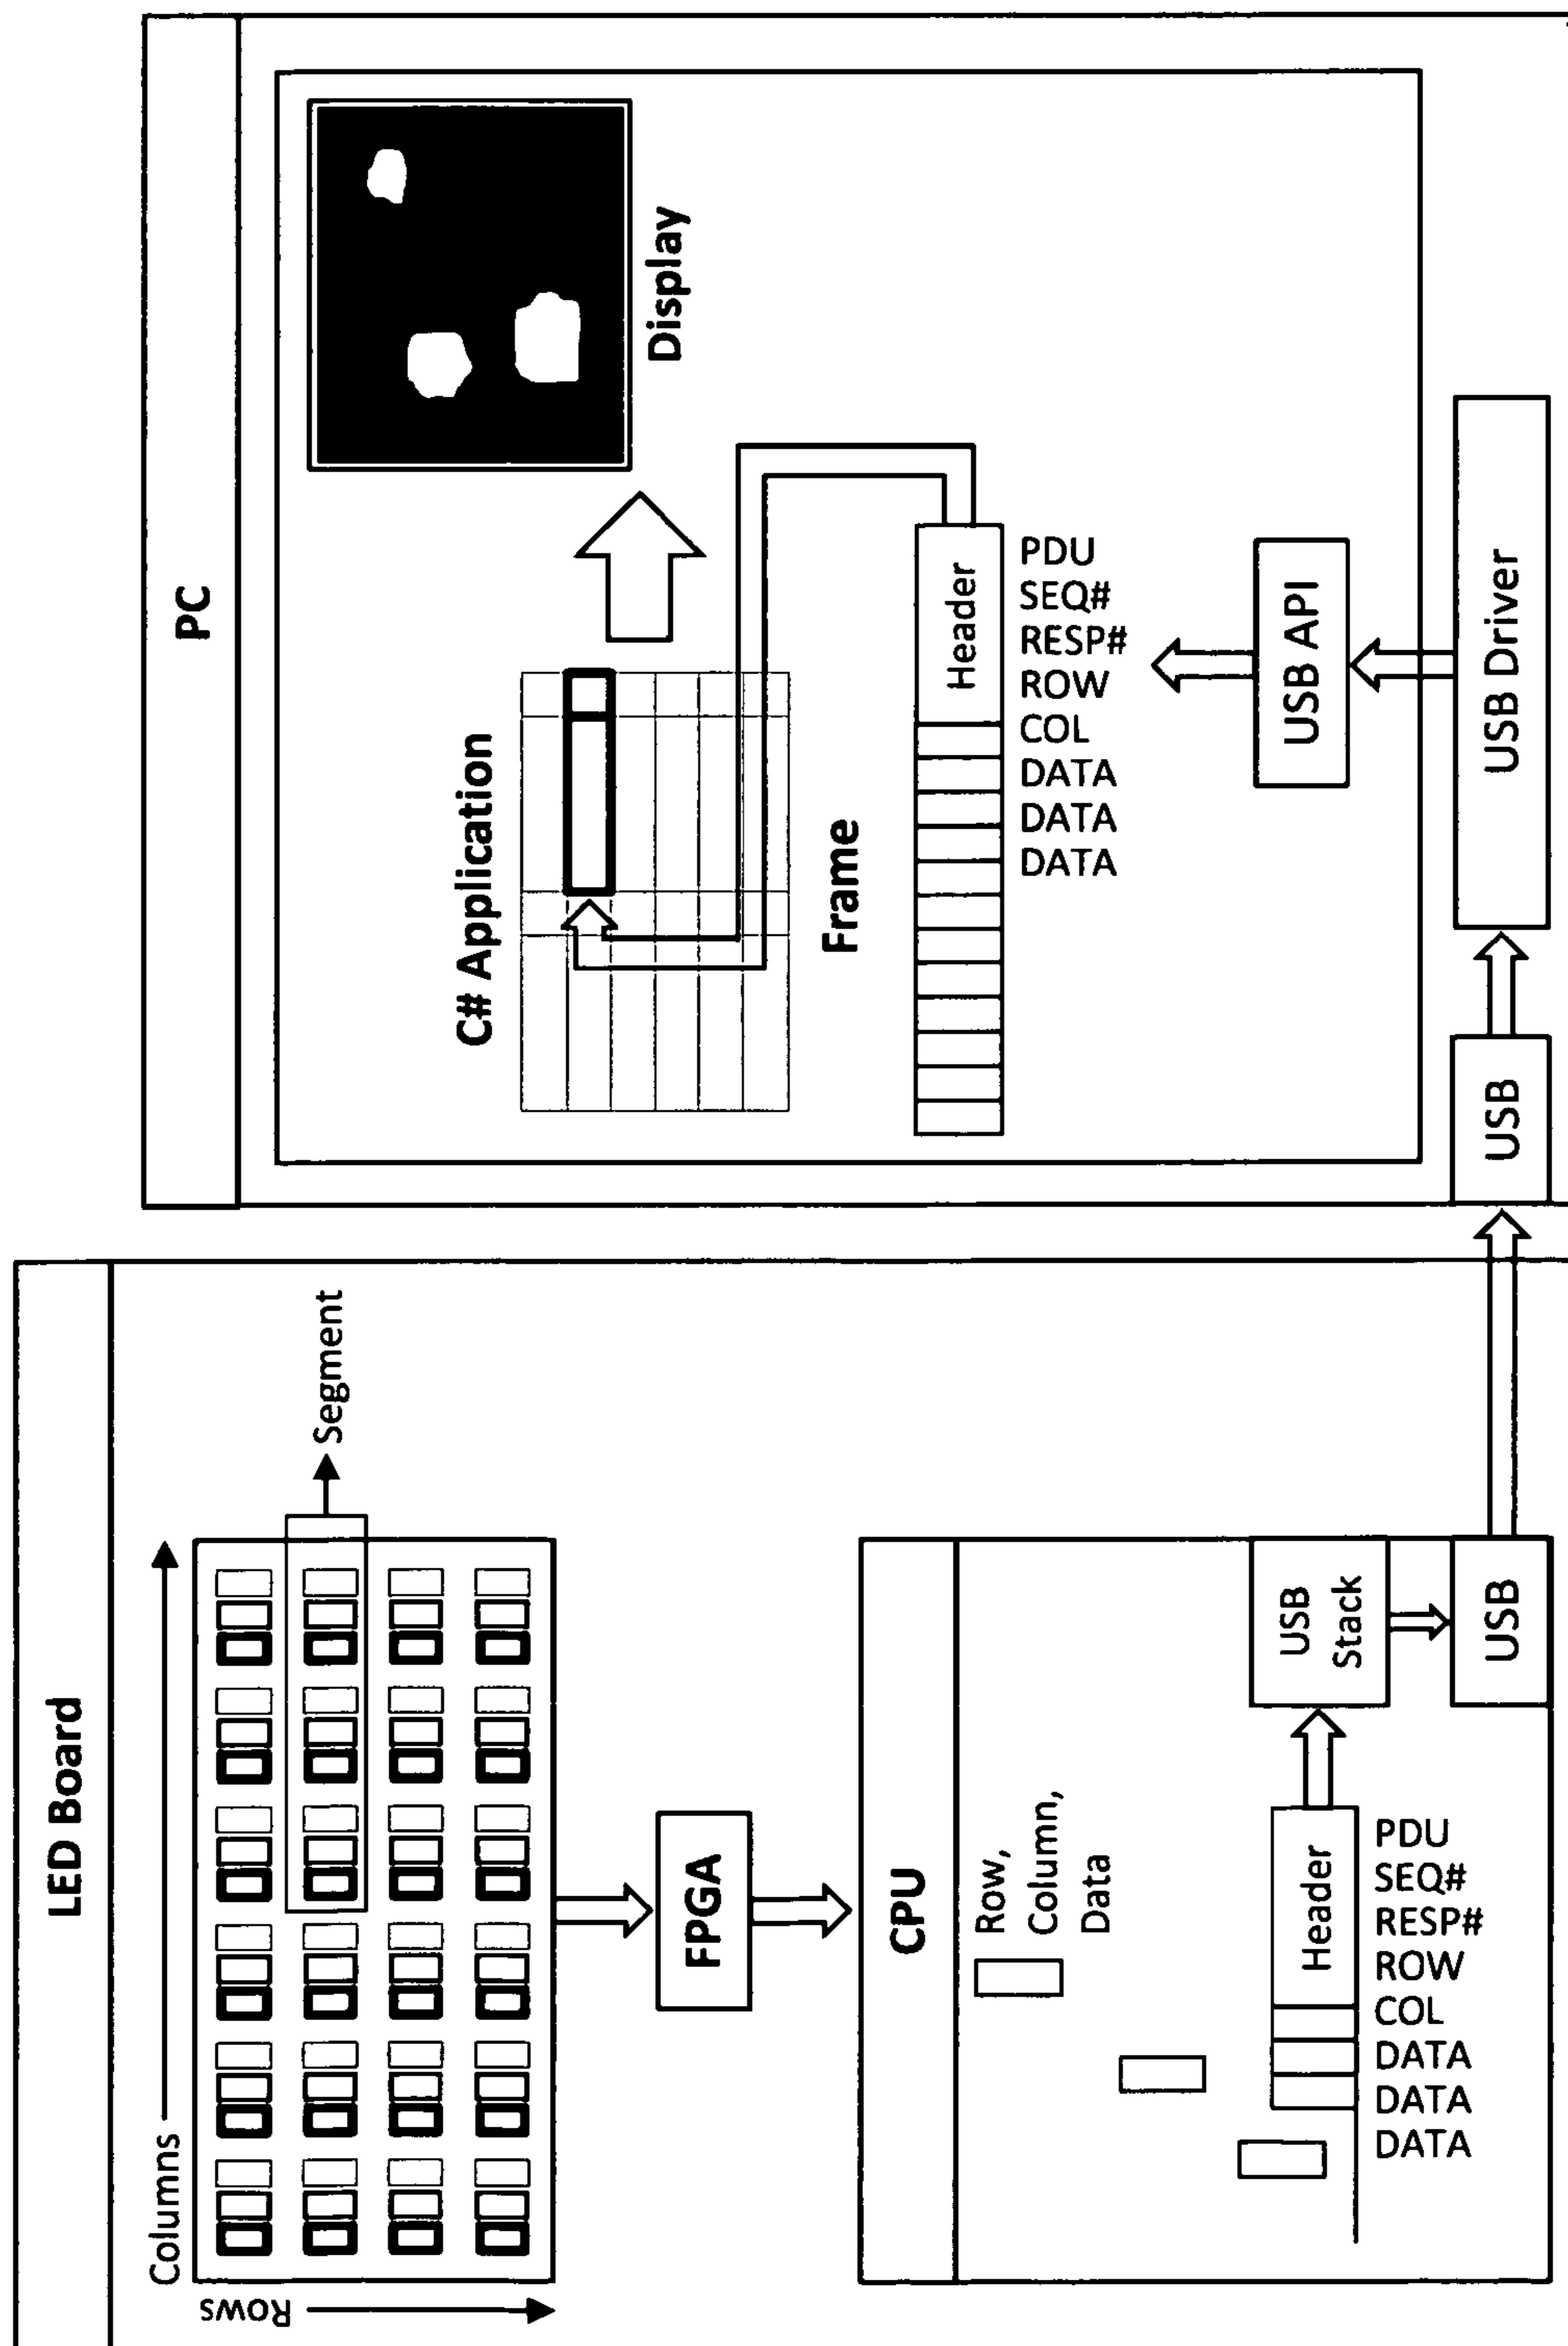 LED Board
Columns
ROWS
Segment
FPGA
CPU
Row,
Column,
Data
Header
PDU
SEQ#
RESP#
ROW
COL
DATA
DATA
DATA
USB
Stack
USB
PC
C# Application
Display
Frame
Header
PDU
SEQ#
RESP#
ROW
COL
DATA
DATA
DATA
USB API
USB
USB Driver